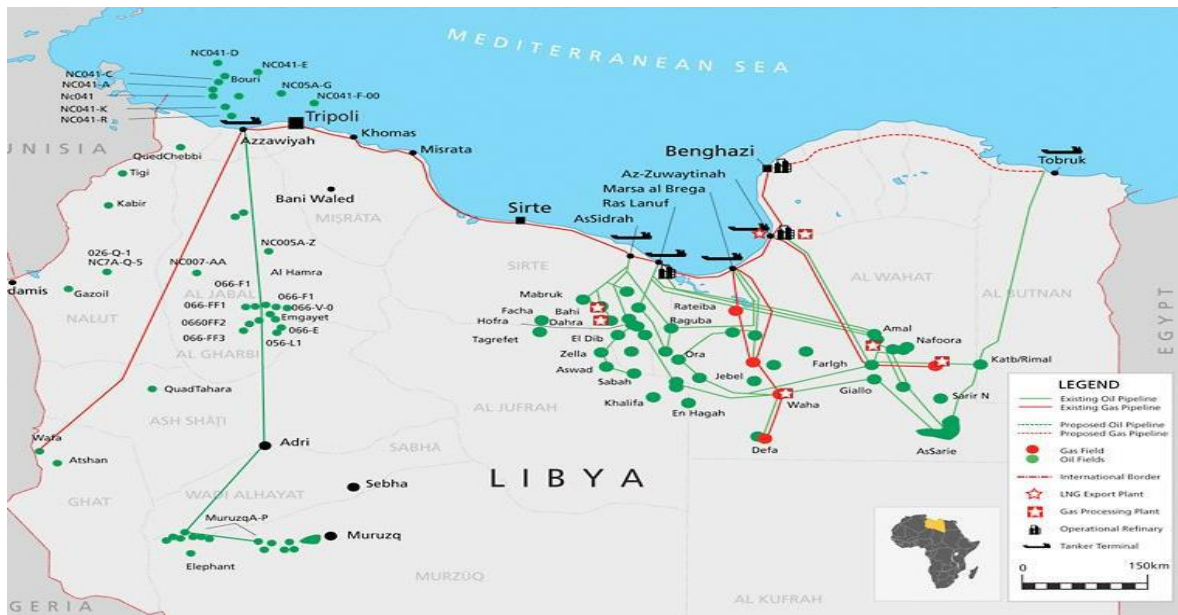 MEDITERRANEAN SEA
NC041-D
NC041-E
NC041-C
Bouri
NC041-A
NC05A-G
Nc041
NC041-F-00
NC041-K
NC041-R
Tripoli
Azzawiyah
Khomas
UNISIA
Misrata
QuedChebbi
Tigi
Kabir
Bani Waled
MIŞRĀTA
Benghazi
Az-Zuwaytinah
Marsa al Brega
Ras Lanuf
AsSidrah
Sirte
Tobruk
NC005A-Z
026-Q-1
NC7A-Q-5
NC007-AA
Al Hamra
damis
Gazoil
AL JABAL
066-F1
066-F1
066-FF1
066-V-0
NALUT
Emgayet
0660FF2
066-E
066-FF3
056-L1
AL GHARBI
SIRTE
AL WAHAT
AL BUTNAN
EGYPT
Mabruk
Facha
Bahi
Rateiba
Hofra
Dahra
Raguba
Tagrefet
El Dib
Amal
Nafoora
Zella
Ora
Farlgh
Katb/Rimal
Aswad
Sabah
Jebel
Giallo
Khalifa
En Hagah
Waha
Sarir N
Defa
AsSarie
QuadTahara
ASH SHĀŢI
AL JUFRAH
Wafa
Adri
SABHĀ
Atshan
LIBYA
GHAT
WADI ALHAYAT
Sebha
MuruzqA-P
Muruzq
Elephant
MURZŪQ
AL KUFRAH
GERIA
LEGEND
Existing Oil Pipeline
Existing Gas Pipeline
Proposed Oil Pipeline
Proposed Gas Pipeline
Gas Field
Oil Fields
International Border
LNG Export Plant
Gas Processing Plant
Operational Refinary
Tanker Terminal
0 150km